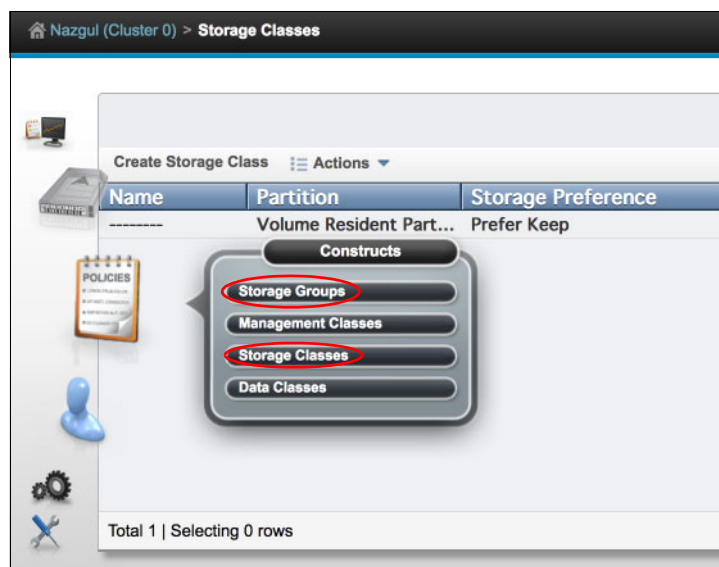 Nazgul (Cluster 0) > Storage Classes
Create Storage Class Actions
Name Partition Storage Preference
-------- Volume Resident Part... Prefer Keep
Constructs
POLICIES
Storage Groups
Management Classes
Storage Classes
Data Classes
Total 1 | Selecting 0 rows